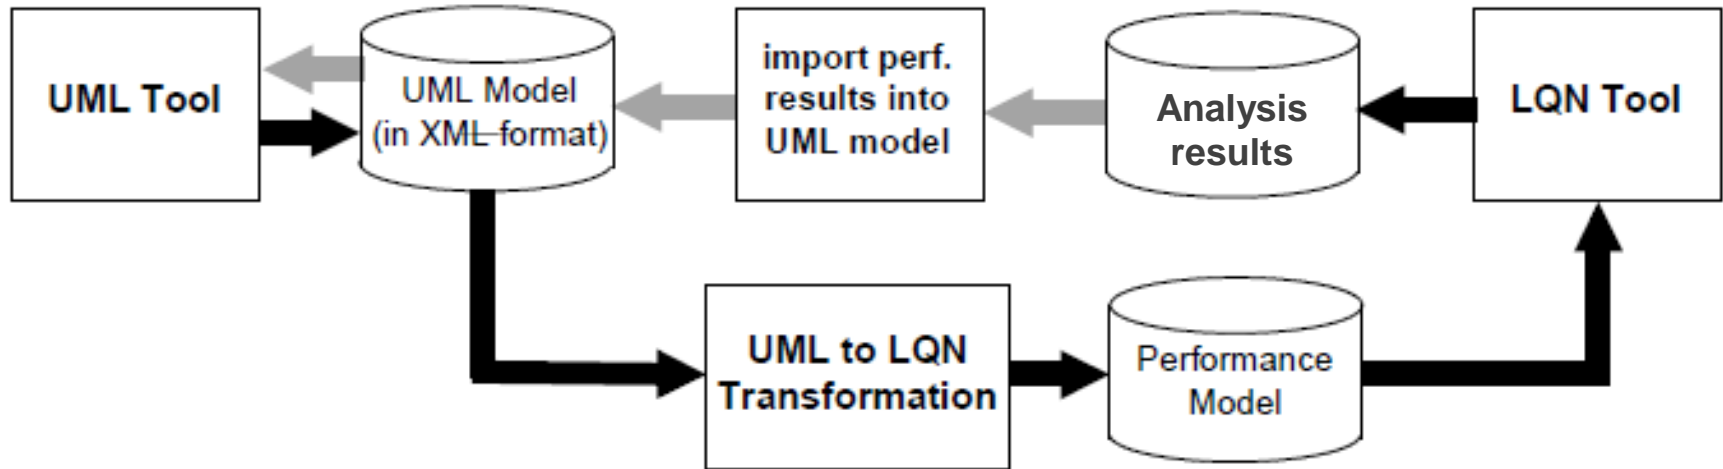 UML Tool
UML Model
(in XML format)
import perf.
results into
UML model
Analysis
results
LQN Tool
UML to LQN
Transformation
Performance
Model